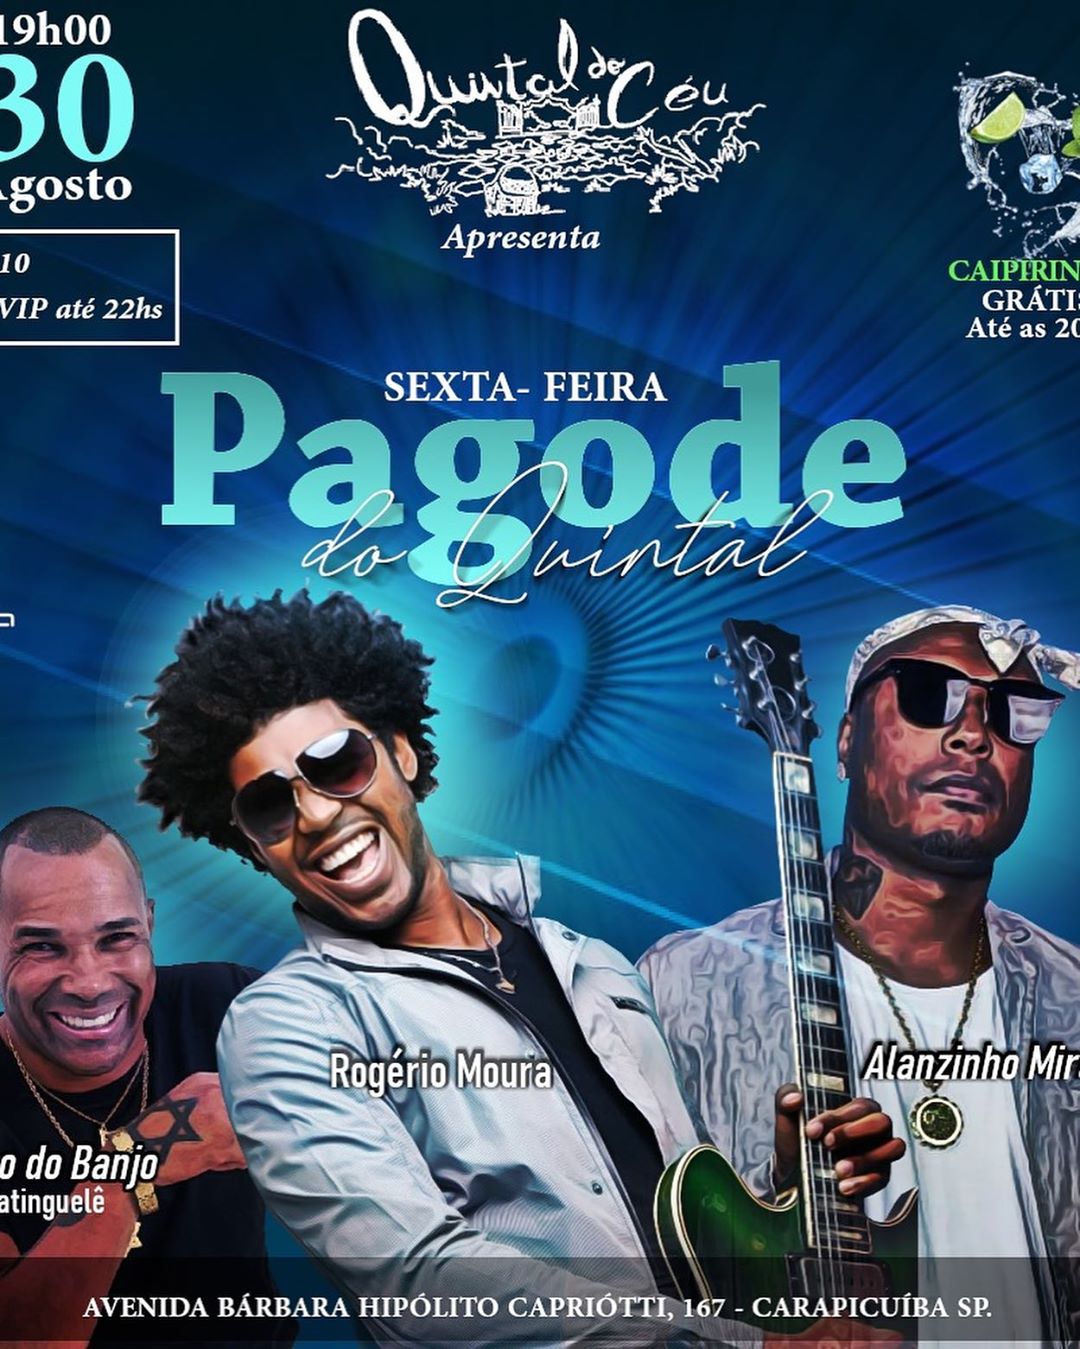 19h00
30
Agosto
10
VIP até 22hs
Quintal do Céu
Apresenta
CAIPIRIN
GRÁTIS
Até as 20
SEXTA- FEIRA
Pagode
do Quintal
a
Rogério Moura
Alanzinho Mir
o do Banjo
atinguelê
AVENIDA BÁRBARA HIPÓLITO CAPRIÓTTI, 167 - CARAPICUÍBA SP.